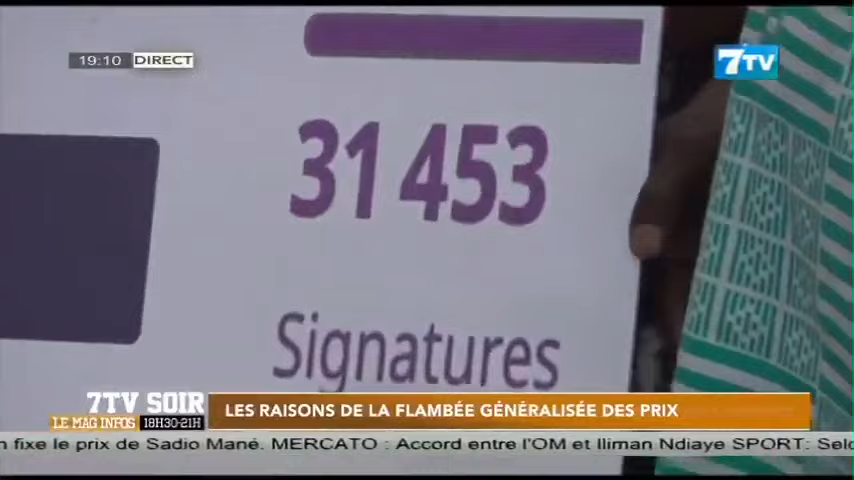 19:10 DIRECT
7TV
31 453
Signatures
7TV SOIR
LE MAG INFOS 18H30-21H
LES RAISONS DE LA FLAMBÉE GÉNÉRALISÉE DES PRIX
n fixe le prix de Sadio Mané. MERCATO : Accord entre l'OM et Iliman Ndiaye SPORT: Selo